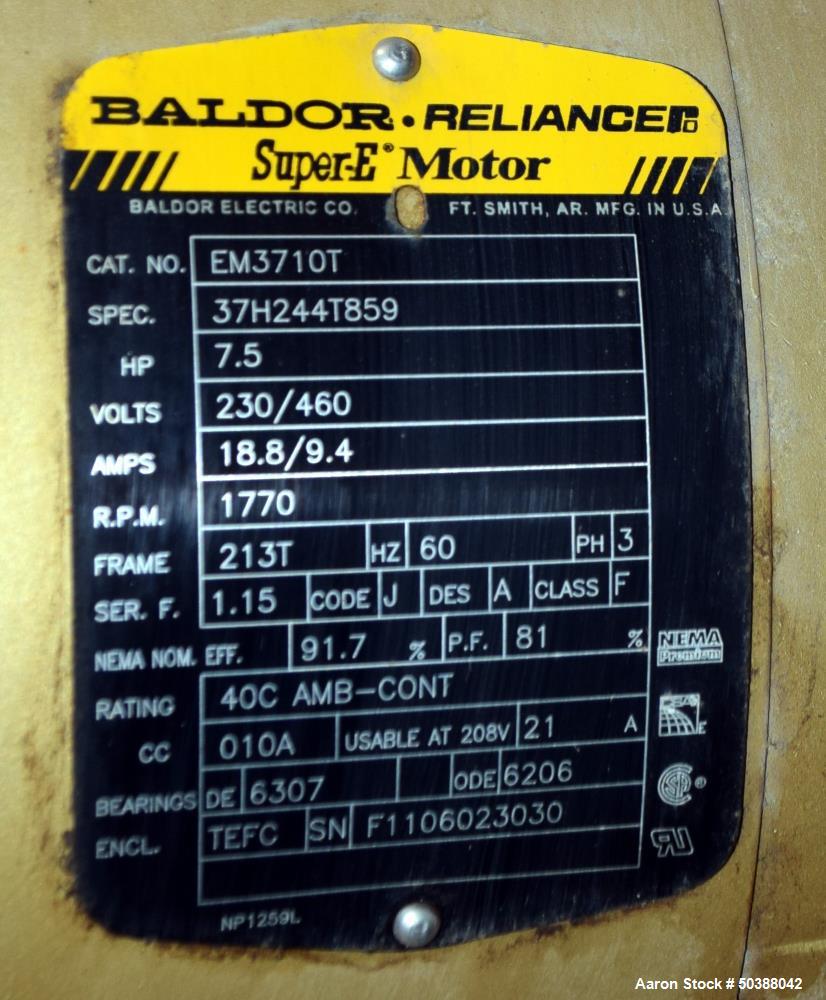 BALDOR • RELIANCE
Super-E® Motor
BALDOR ELECTRIC CO. FT. SMITH, AR. MFG. IN U.S.A.
CAT. NO. EM3710T
SPEC. 37H244T859
HP 7.5
VOLTS 230/460
AMPS 18.8/9.4
R.P.M. 1770
FRAME 213T HZ 60 PH 3
SER. F. 1.15 CODE J DES A CLASS F
NEMA NOM. EFF. 91.7 % P.F. 81 %
NEMA
Premium
RATING 40C AMB-CONT
CC 010A USABLE AT 208V 21 A
BEARINGS DE 6307 ODE 6206
ENCL. TEFC SN F1106023030
NP1259L
Aaron Stock # 50388042